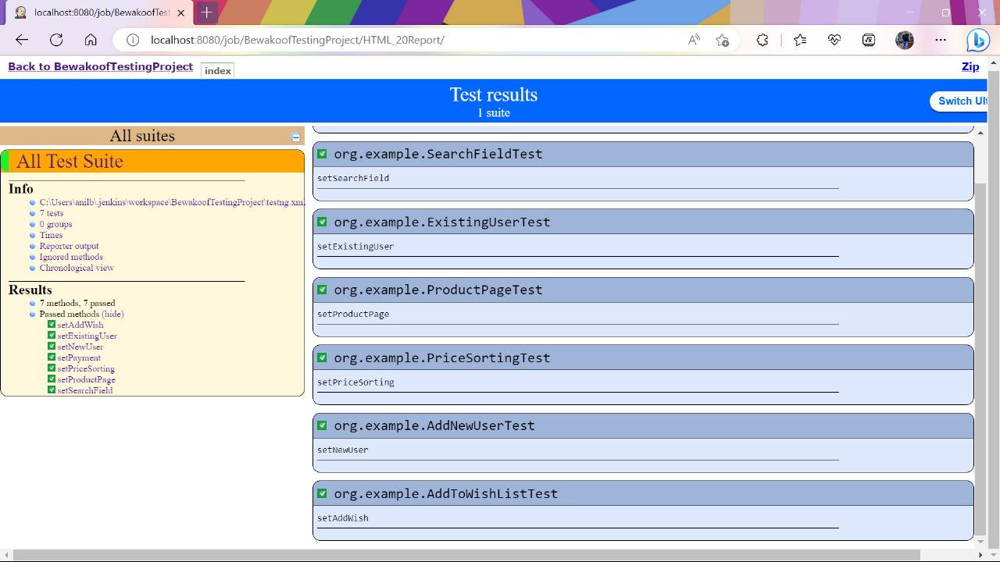 localhost:8080/job/BewakoofTest
localhost:8080/job/BewakoofTestingProject/HTML_20Report/
Back to BewakoofTestingProject
index
Zip
Test results
1 suite
Switch Ult
All suites
All Test Suite
Info
C:\Users\anilb\.jenkins\workspace\BewakoofTestingProject\testng.xml
7 tests
0 groups
Times
Reporter output
Ignored methods
Chronological view
Results
7 methods, 7 passed
Passed methods (hide)
setAddWish
setExistingUser
setNewUser
setPayment
setPriceSorting
setProductPage
setSearchField
org.example.SearchFieldTest
setSearchField
org.example.ExistingUserTest
setExistingUser
org.example.ProductPageTest
setProductPage
org.example.PriceSortingTest
setPriceSorting
org.example.AddNewUserTest
setNewUser
org.example.AddToWishListTest
setAddWish